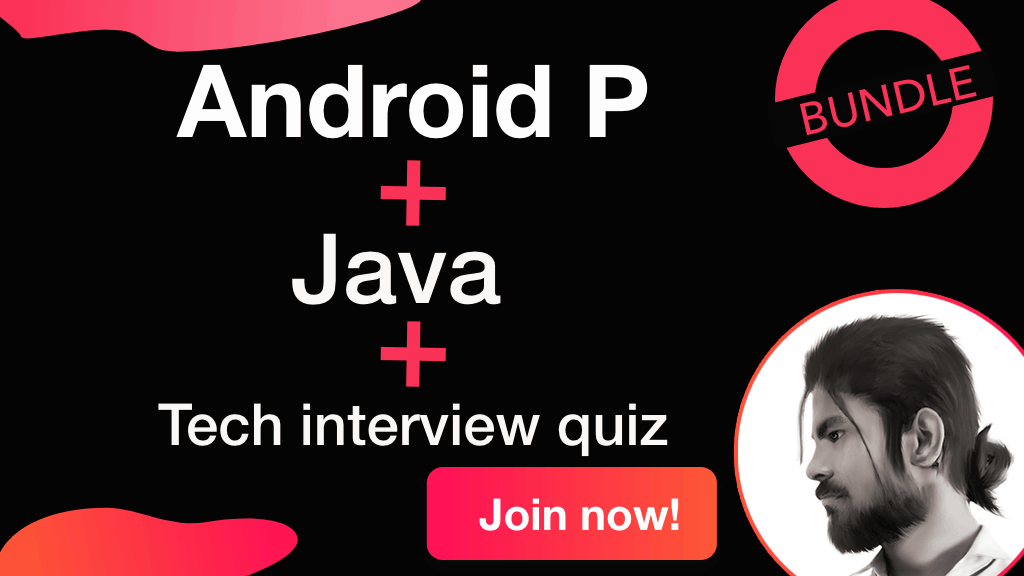 Android P
+
Java
+
Tech interview quiz
Join now!
BUNDLE